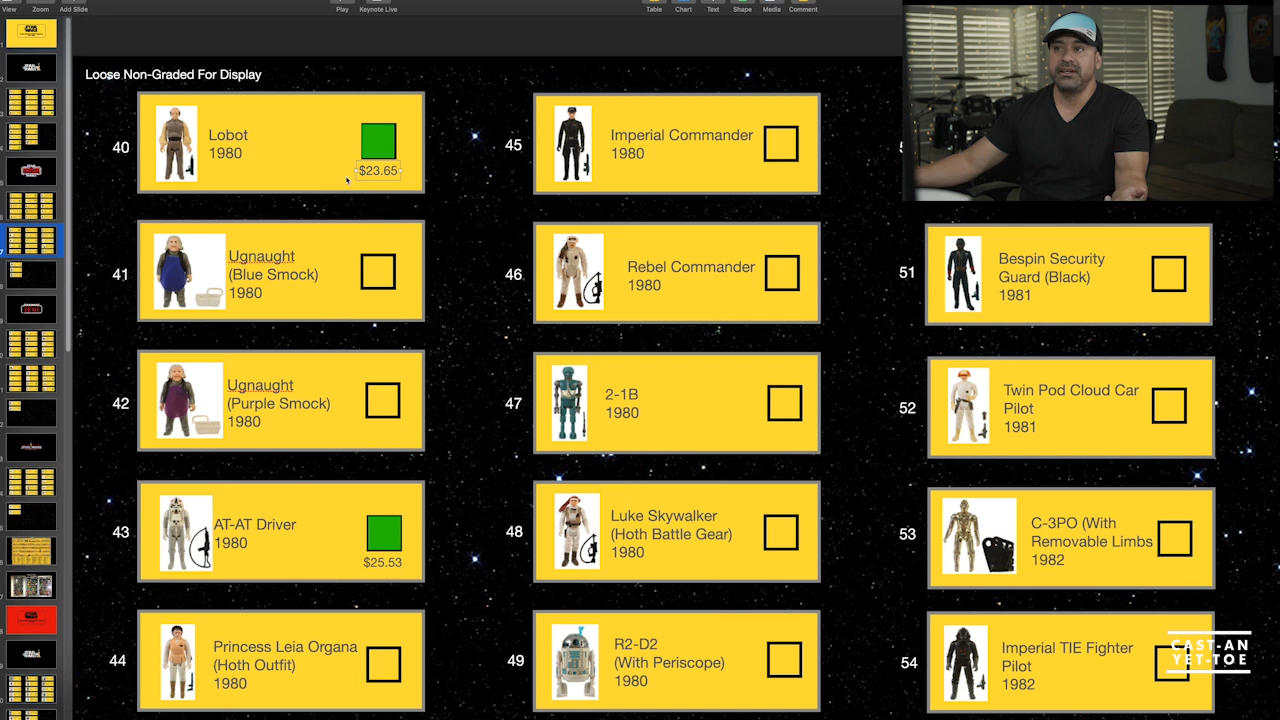 View
Zoom
Add Slide
Play
Keynote Live
Table
Chart
Text
Shape
Media
Comment
Loose Non-Graded For Display
40
Lobot
1980
$23.65
41
Ugnaught
(Blue Smock)
1980
42
Ugnaught
(Purple Smock)
1980
43
AT-AT Driver
1980
$25.53
44
Princess Leia Organa
(Hoth Outfit)
1980
45
Imperial Commander
1980
46
Rebel Commander
1980
47
2-1B
1980
48
Luke Skywalker
(Hoth Battle Gear)
1980
49
R2-D2
(With Periscope)
1980
51
Bespin Security
Guard (Black)
1981
52
Twin Pod Cloud Car
Pilot
1981
53
C-3PO (With
Removable Limbs
1982
54
Imperial TIE Fighter
Pilot
1982
CAST-AN
YET-TOE